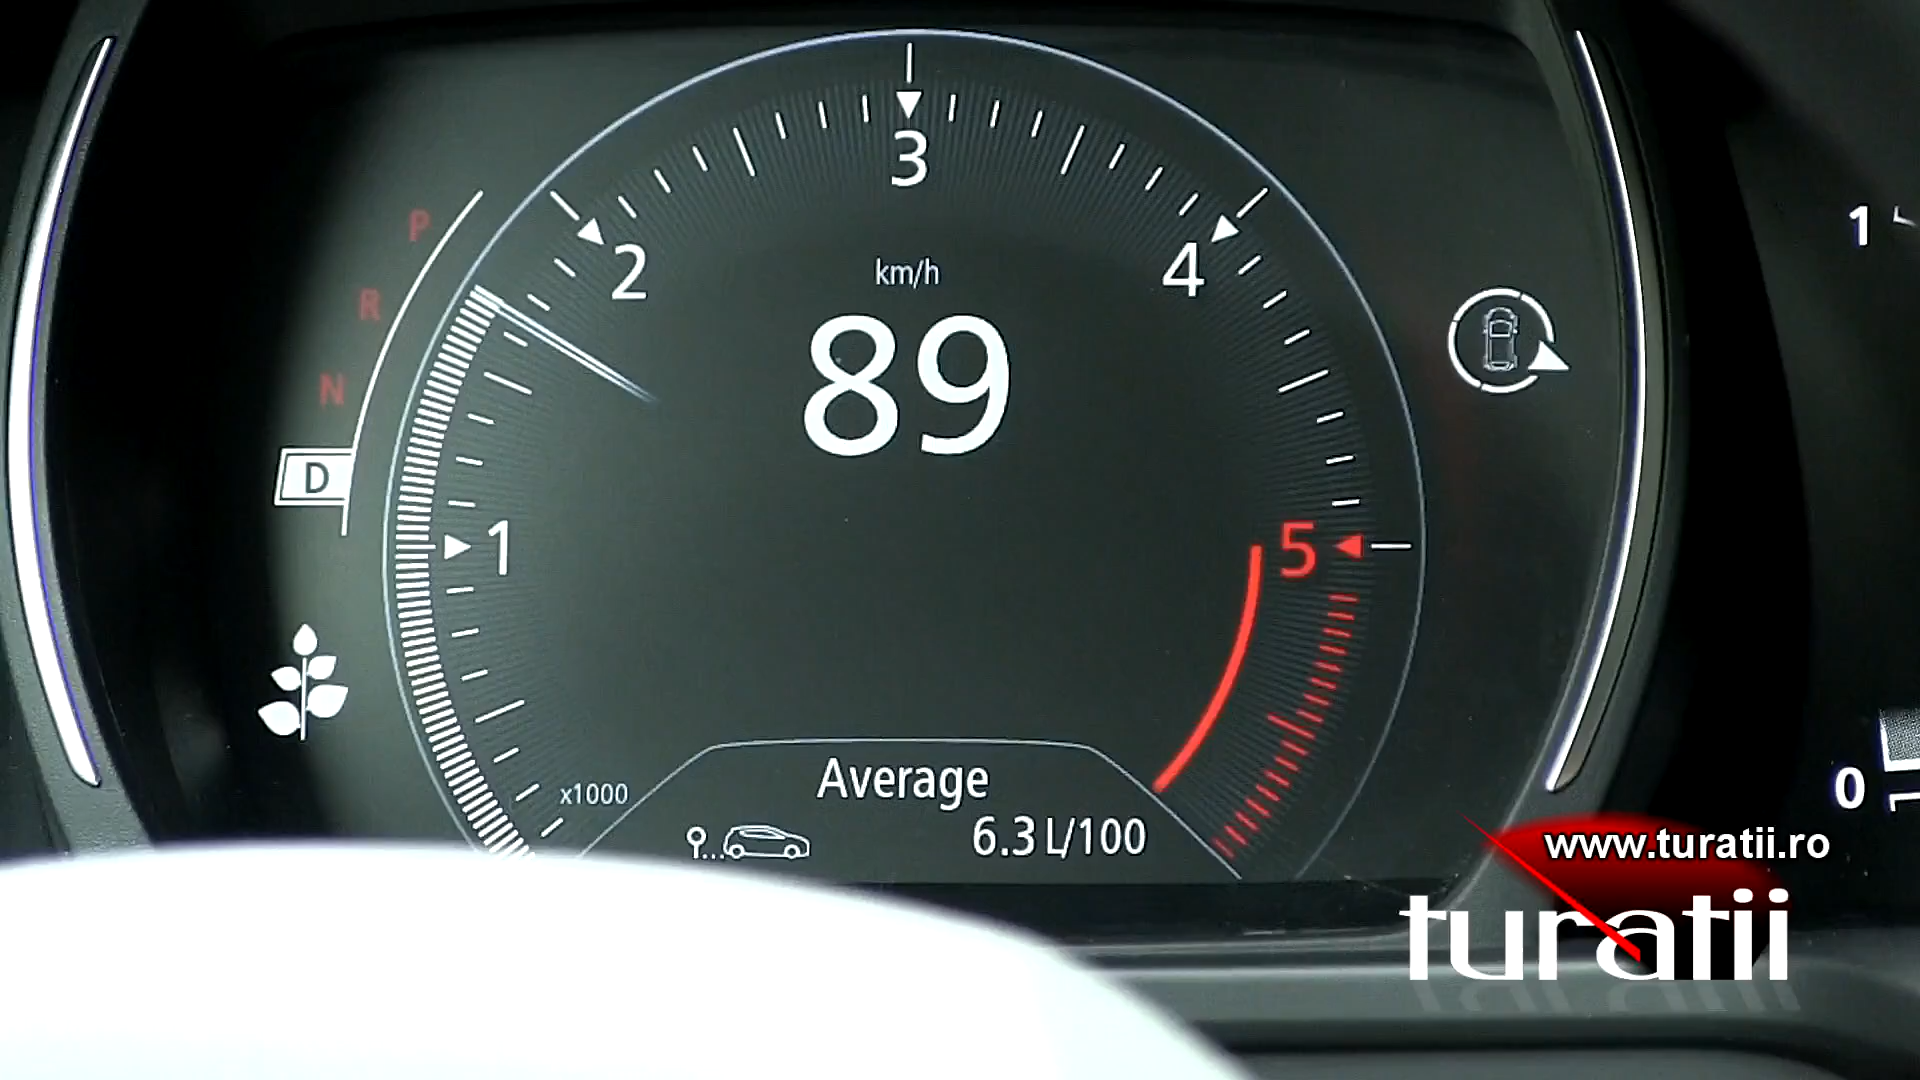 3
2
4
km/h
89
P
R
N
D
1
5
x1000
Average
6.3 L/100
1
0
www.turatii.ro
turatii